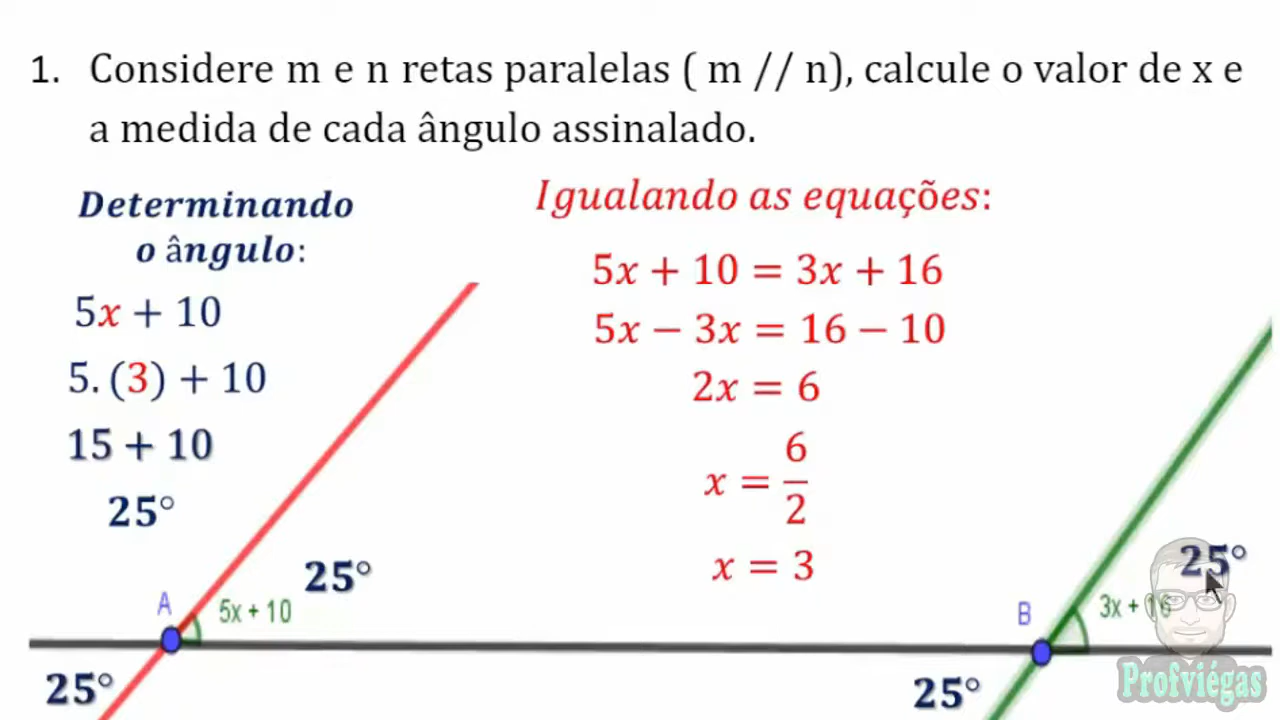 1. Considere m e n retas paralelas ( m // n), calcule o valor de x e
a medida de cada ângulo assinalado.
Determinando
o ângulo:
5x + 10
5. (3) + 10
15 + 10
25°
Igualando as equações:
5x + 10 = 3x + 16
5x − 3x = 16 − 10
2x = 6
x = 6/2
x = 3
25°
A 5x + 10
25°
25°
B 3x + 16
25°
Profviégas